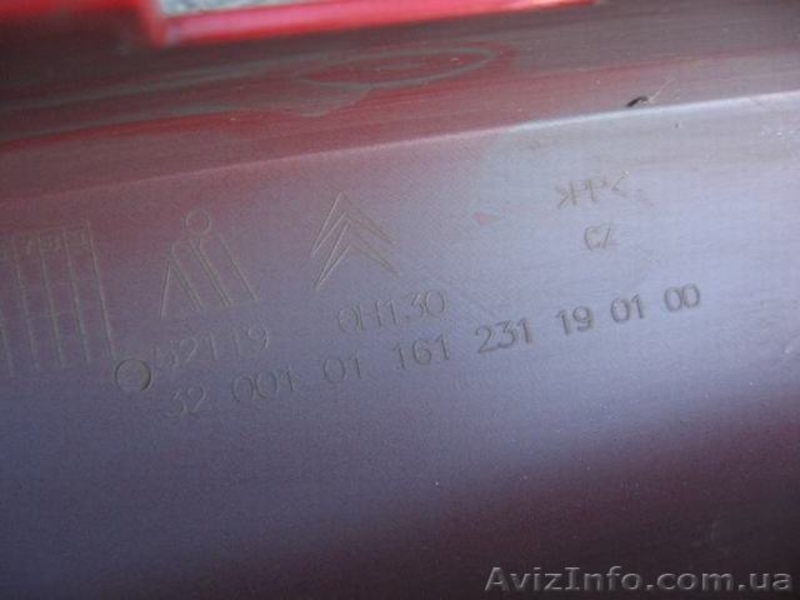 >PP<
CZ
52119 0H130
32 001 01 161 231 19 01 00
AvizInfo.com.ua